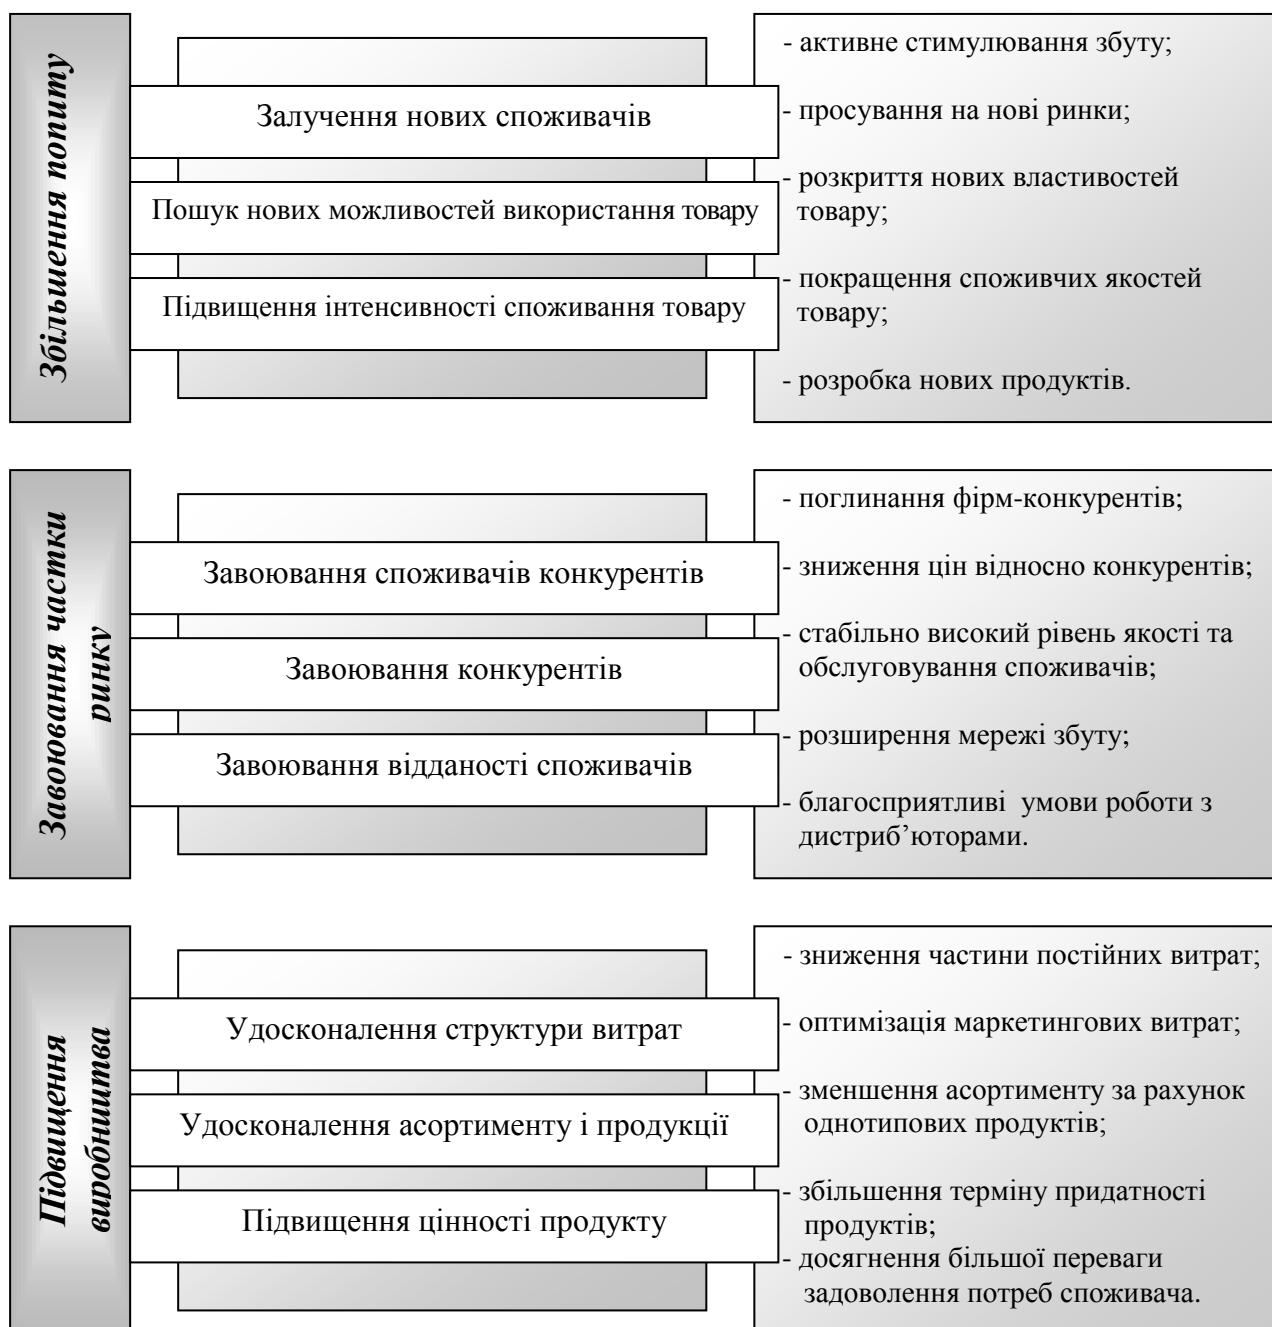 Збільшення попиту
Залучення нових споживачів
Пошук нових можливостей використання товару
Підвищення інтенсивності споживання товару
- активне стимулювання збуту;
- просування на нові ринки;
- розкриття нових властивостей
товару;
- покращення споживчих якостей
товару;
- розробка нових продуктів.
Завоювання частки
ринку
Завоювання споживачів конкурентів
Завоювання конкурентів
Завоювання відданості споживачів
- поглинання фірм-конкурентів;
- зниження цін відносно конкурентів;
- стабільно високий рівень якості та
обслуговування споживачів;
- розширення мережі збуту;
- благосприятливі умови роботи з
дистриб’юторами.
Підвищення
виробництва
Удосконалення структури витрат
Удосконалення асортименту і продукції
Підвищення цінності продукту
- зниження частини постійних витрат;
- оптимізація маркетингових витрат;
- зменшення асортименту за рахунок
однотипових продуктів;
- збільшення терміну придатності
продуктів;
- досягнення більшої переваги
задоволення потреб споживача.